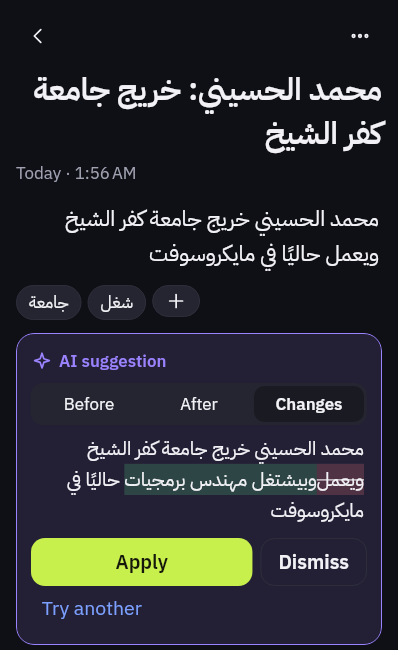 محمد الحسيني: خريج جامعة
كفر الشيخ
Today · 1:56 AM
محمد الحسيني خريج جامعة كفر الشيخ
ويعمل حاليًا في مايكروسوفت
جامعة شغل +
AI suggestion
Before After Changes
محمد الحسيني خريج جامعة كفر الشيخ
ويعملوبيشتغل مهندس برمجيات حاليًا في
مايكروسوفت
Apply Dismiss
Try another